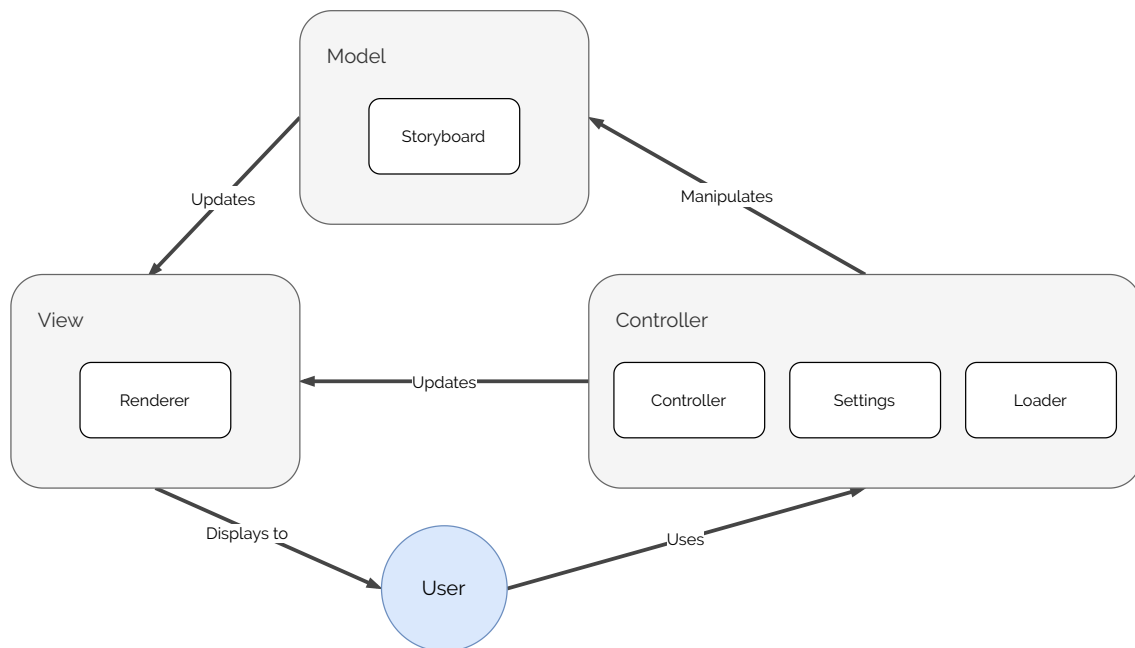 Model
Storyboard
Updates
Manipulates
View
Renderer
Updates
Controller
Controller
Settings
Loader
Displays to
Uses
User